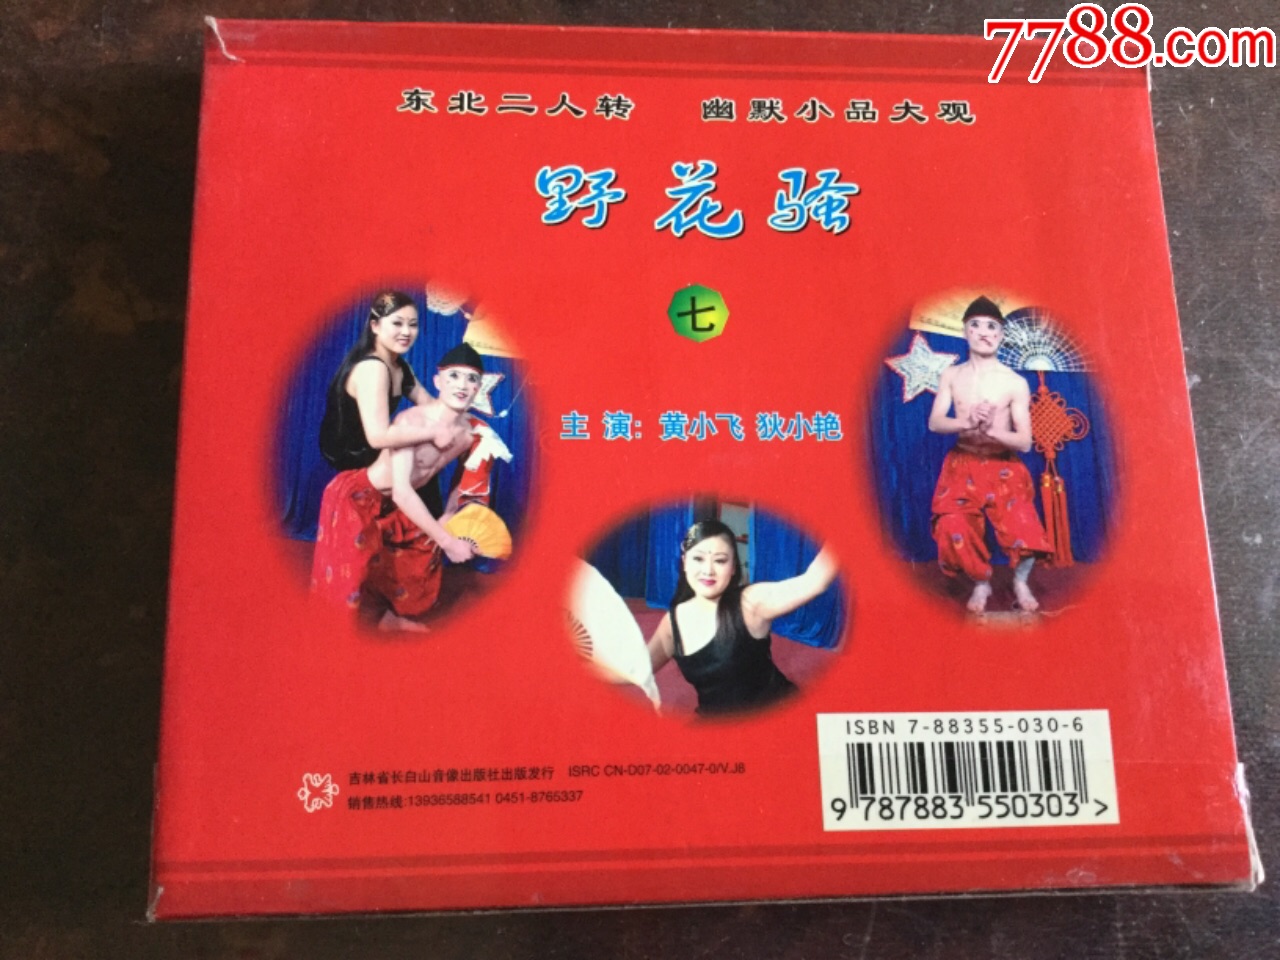 7788.com
东北二人转 幽默小品大观
野花骚
七
主演：黄小飞 狄小艳
ISBN 7-88355-030-6
9 787883 550303 >
吉林省长白山音像出版社出版发行 ISRC CN-D07-02-0047-0/V.J8
销售热线:13936588541 0451-8765337